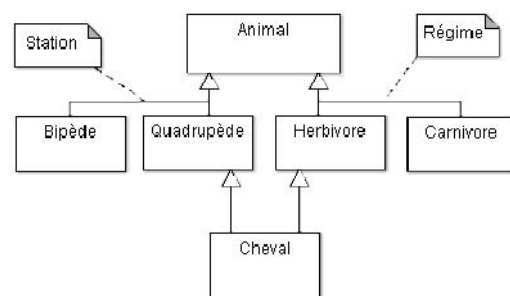 Animal
Station
Régime
Bipède
Quadrupède
Herbivore
Carnivore
Cheval